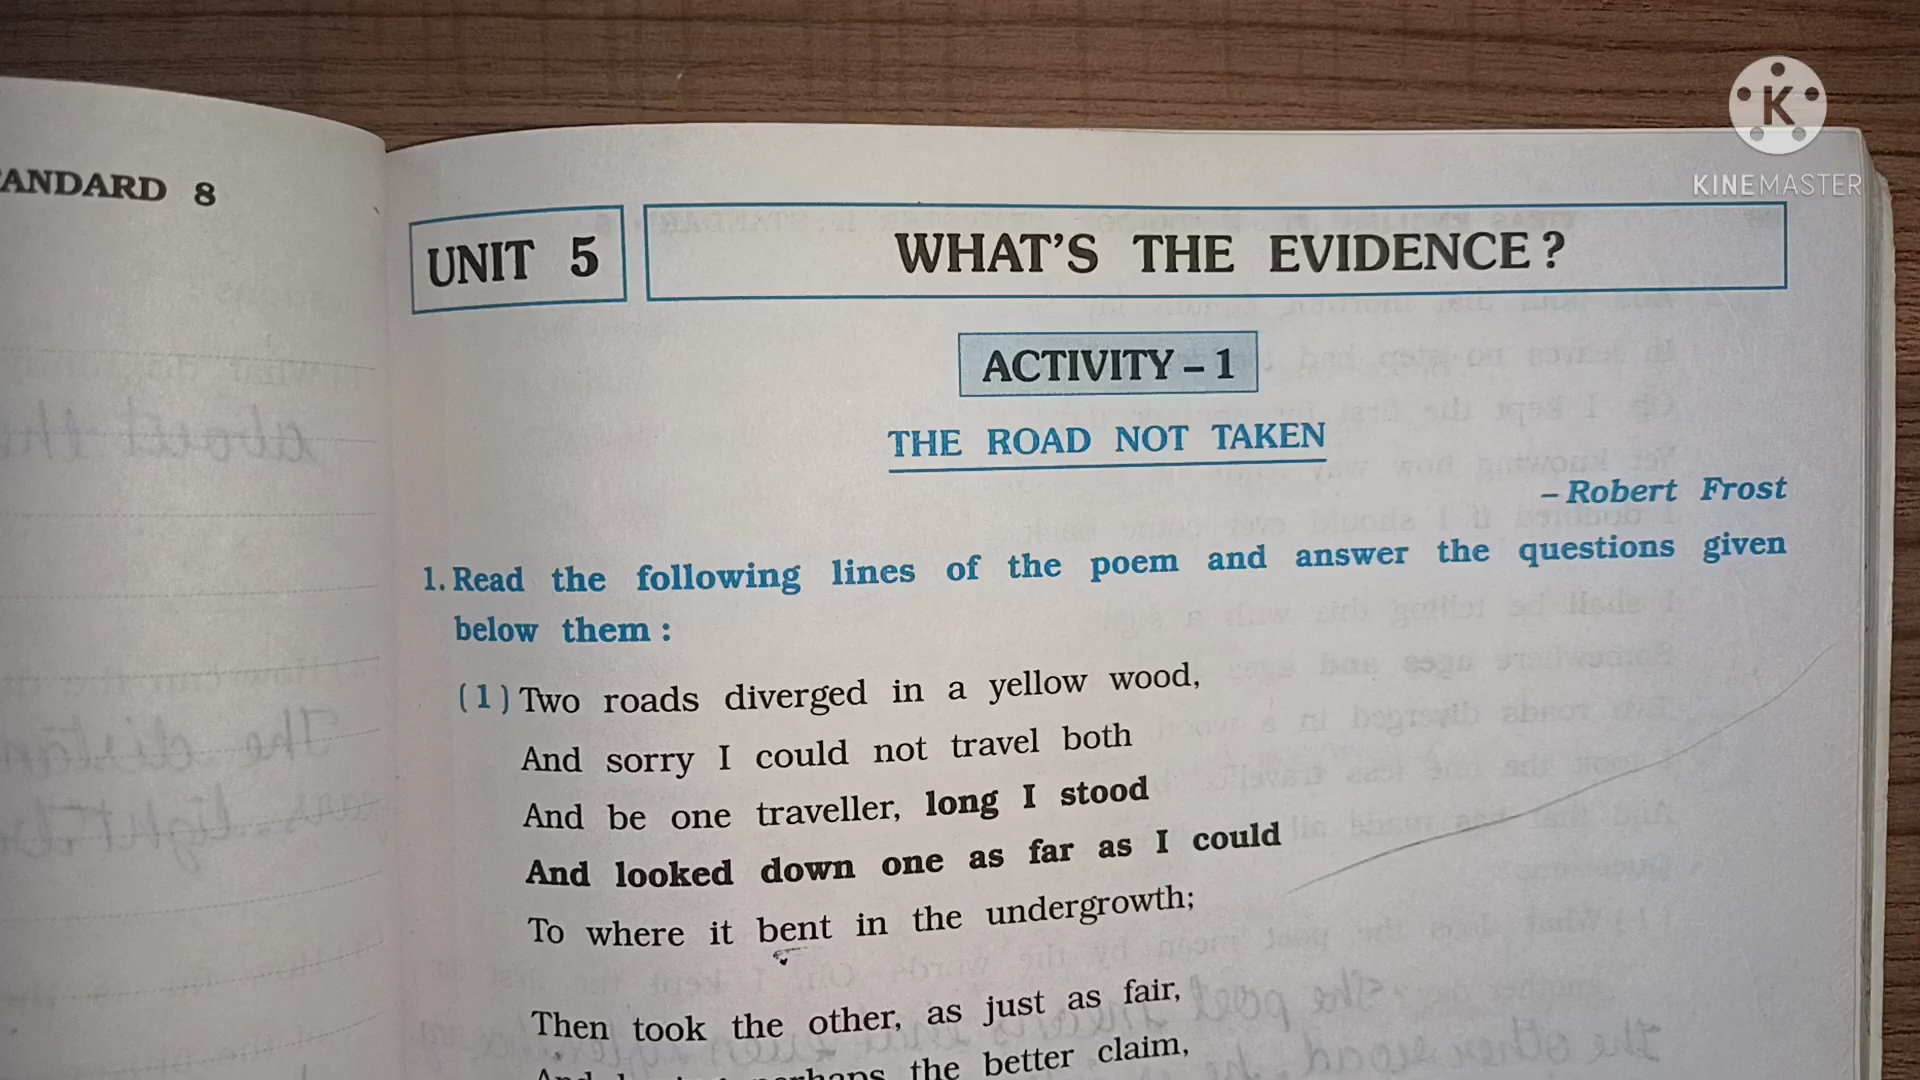 ANDARD 8
UNIT 5
WHAT'S THE EVIDENCE?
ACTIVITY – 1
THE ROAD NOT TAKEN
– Robert Frost
1. Read the following lines of the poem and answer the questions given
below them :
(1) Two roads diverged in a yellow wood,
And sorry I could not travel both
And be one traveller, long I stood
And looked down one as far as I could
To where it bent in the undergrowth;
Then took the other, as just as fair,
perhaps the better claim,
K
KINEMASTER